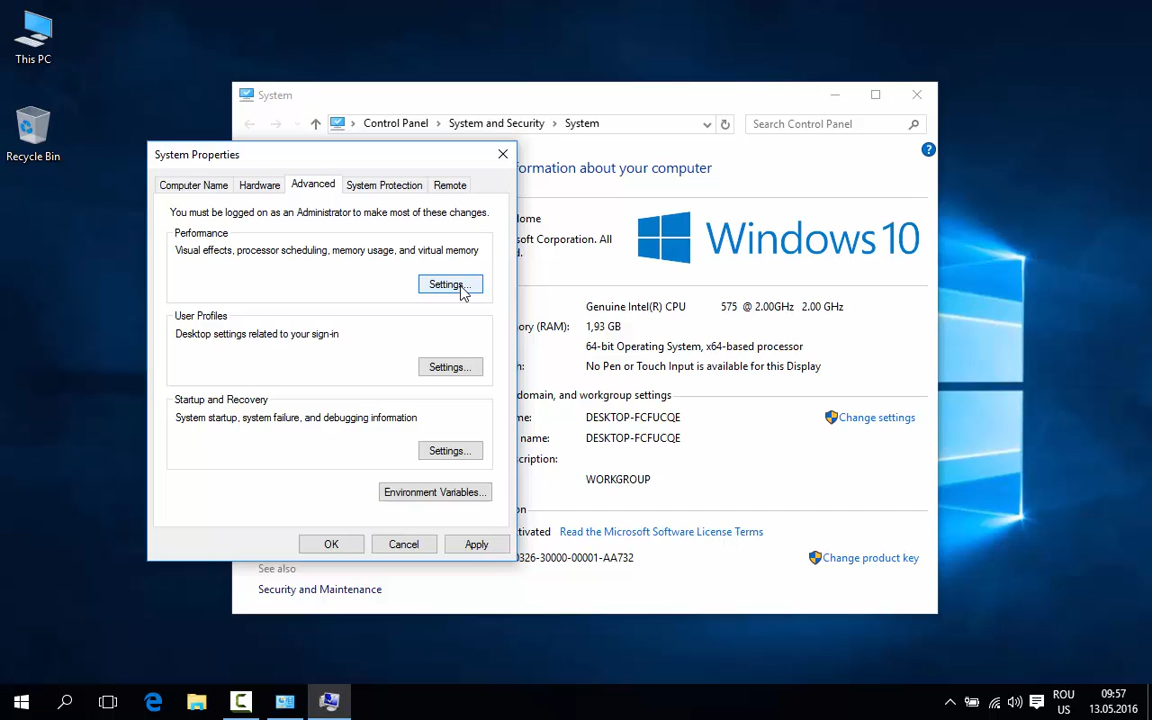 This PC
Recycle Bin
System
Control Panel
System and Security
System
Search Control Panel
System Properties
Computer Name
Hardware
Advanced
System Protection
Remote
You must be logged on as an Administrator to make most of these changes.
Performance
Visual effects, processor scheduling, memory usage, and virtual memory
Settings...
User Profiles
Desktop settings related to your sign-in
Settings...
Startup and Recovery
System startup, system failure, and debugging information
Settings...
Environment Variables...
OK
Cancel
Apply
formation about your computer
ome
soft Corporation. All
d.
Windows 10
Genuine Intel(R) CPU 575 @ 2.00GHz 2.00 GHz
ory (RAM): 1,93 GB
64-bit Operating System, x64-based processor
h: No Pen or Touch Input is available for this Display
domain, and workgroup settings
me: DESKTOP-FCFUCQE
Change settings
name: DESKTOP-FCFUCQE
scription:
WORKGROUP
on
tivated Read the Microsoft Software License Terms
0326-30000-00001-AA732
Change product key
See also
Security and Maintenance
ROU
US
09:57
13.05.2016